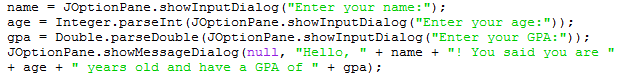 name = JOptionPane.showInputDialog("Enter your name:");
age = Integer.parseInt(JOptionPane.showInputDialog("Enter your age:"));
gpa = Double.parseDouble(JOptionPane.showInputDialog("Enter your GPA:"));
JOptionPane.showMessageDialog(null, "Hello, " + name + "! You said you are "
+ age + " years old and have a GPA of " + gpa);